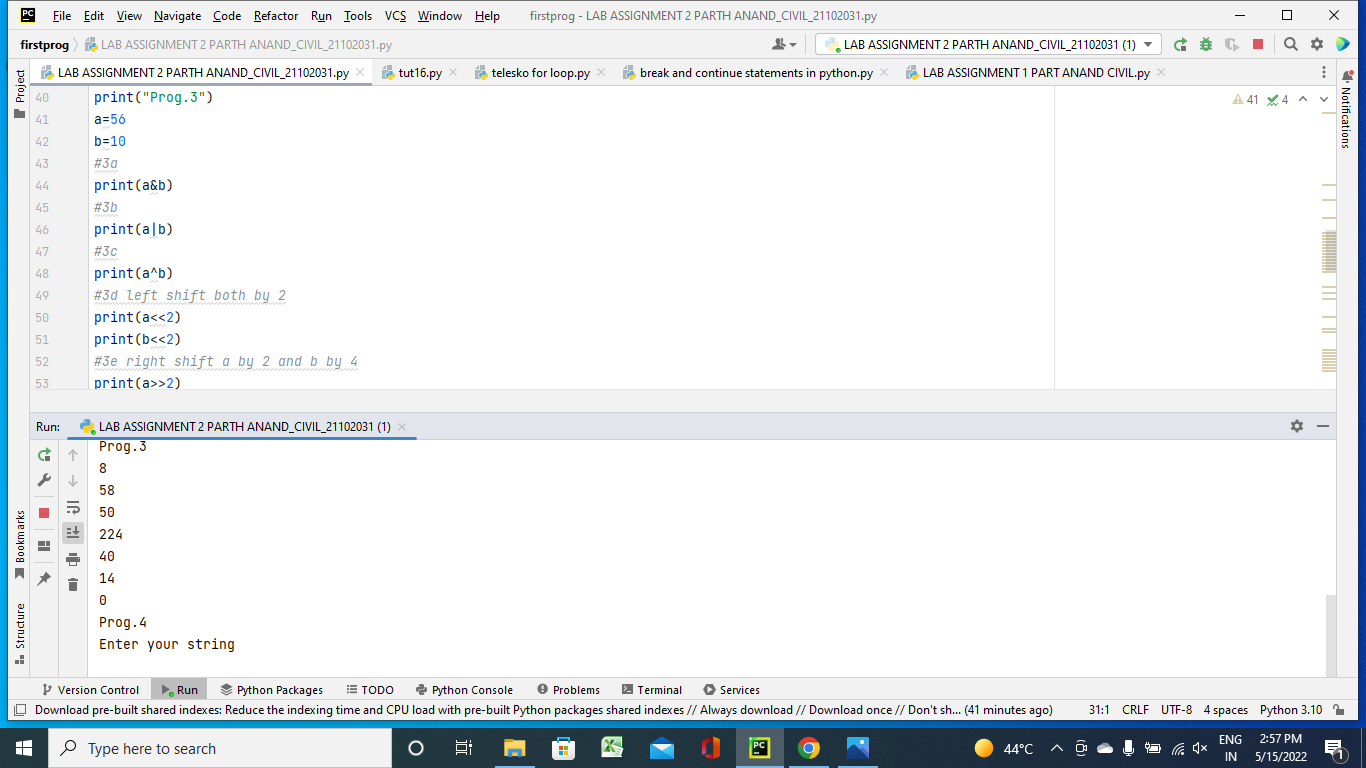 PC File Edit View Navigate Code Refactor Run Tools VCS Window Help firstprog - LAB ASSIGNMENT 2 PARTH ANAND_CIVIL_21102031.py
firstprog LAB ASSIGNMENT 2 PARTH ANAND_CIVIL_21102031.py LAB ASSIGNMENT 2 PARTH ANAND_CIVIL_21102031 (1)
LAB ASSIGNMENT 2 PARTH ANAND_CIVIL_21102031.py tut16.py telesko for loop.py break and continue statements in python.py LAB ASSIGNMENT 1 PART ANAND CIVIL.py
Project
Notifications
41 4
40 print("Prog.3")
41 a=56
42 b=10
43 #3a
44 print(a&b)
45 #3b
46 print(a|b)
47 #3c
48 print(a^b)
49 #3d left shift both by 2
50 print(a<<2)
51 print(b<<2)
52 #3e right shift a by 2 and b by 4
53 print(a>>2)
Run: LAB ASSIGNMENT 2 PARTH ANAND_CIVIL_21102031 (1)
Prog.3
8
58
50
224
40
14
0
Prog.4
Enter your string
Bookmarks
Structure
Version Control Run Python Packages TODO Python Console Problems Terminal Services
Download pre-built shared indexes: Reduce the indexing time and CPU load with pre-built Python packages shared indexes // Always download // Download once // Don't sh... (41 minutes ago) 31:1 CRLF UTF-8 4 spaces Python 3.10
Type here to search PC 44°C ENG 2:57 PM
IN 5/15/2022 1